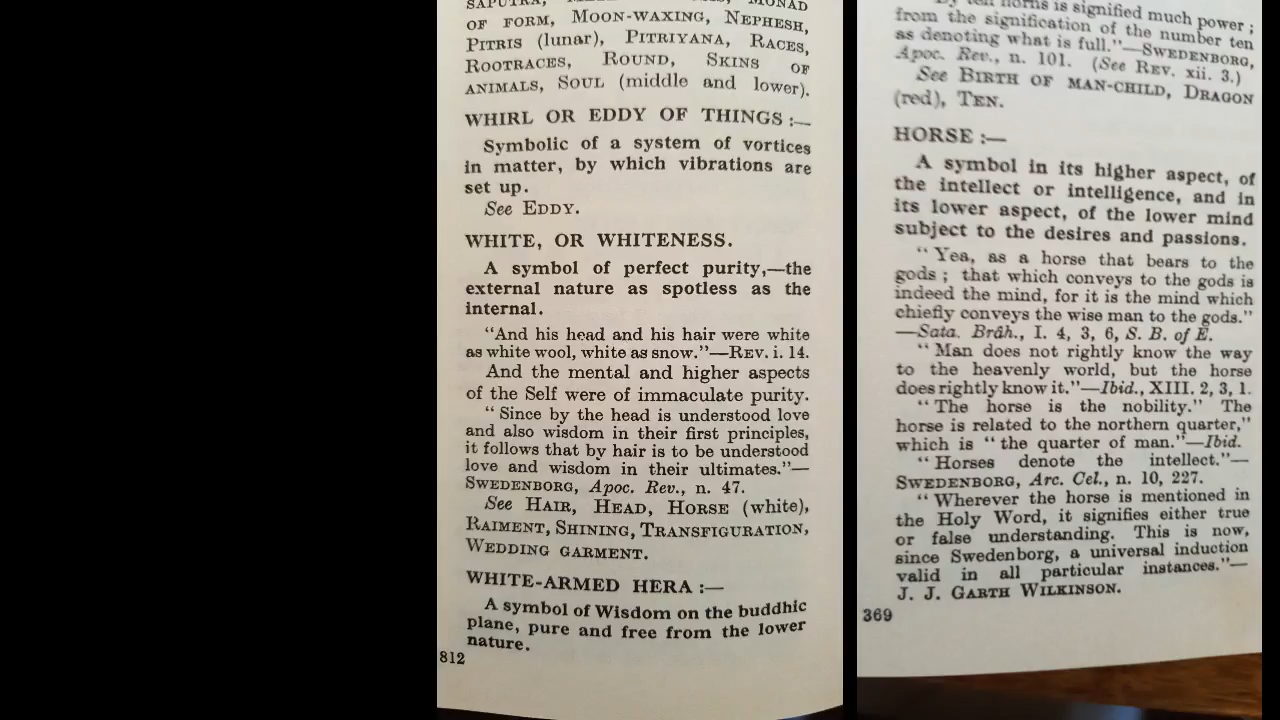 OF FORM, MOON-WAXING, NEPHESH,
PITRIS (lunar), PITRIYANA, RACES,
ROOTRACES, ROUND, SKINS OF
ANIMALS, SOUL (middle and lower).
WHIRL OR EDDY OF THINGS :—
Symbolic of a system of vortices
in matter, by which vibrations are
set up.
See EDDY.
WHITE, OR WHITENESS.
A symbol of perfect purity,—the
external nature as spotless as the
internal.
"And his head and his hair were white
as white wool, white as snow."—REV. i. 14.
And the mental and higher aspects
of the Self were of immaculate purity.
" Since by the head is understood love
and also wisdom in their first principles,
it follows that by hair is to be understood
love and wisdom in their ultimates."—
SWEDENBORG, Apoc. Rev., n. 47.
See HAIR, HEAD, HORSE (white),
RAIMENT, SHINING, TRANSFIGURATION,
WEDDING GARMENT.
WHITE-ARMED HERA :—
A symbol of Wisdom on the buddhic
plane, pure and free from the lower
nature.
812
By ten horns is signified much power ;
from the signification of the number ten
as denoting what is full."—SWEDENBORG,
Apoc. Rev., n. 101. (See REV. xii. 3.)
See BIRTH OF MAN-CHILD, DRAGON
(red), TEN.
HORSE :—
A symbol in its higher aspect, of
the intellect or intelligence, and in
its lower aspect, of the lower mind
subject to the desires and passions.
" Yea, as a horse that bears to the
gods ; that which conveys to the gods is
indeed the mind, for it is the mind which
chiefly conveys the wise man to the gods."
—Sata. Brâh., I. 4, 3, 6, S. B. of E.
" Man does not rightly know the way
to the heavenly world, but the horse
does rightly know it."—Ibid., XIII. 2, 3, 1.
" The horse is the nobility." The
horse is related to the northern quarter,"
which is " the quarter of man."—Ibid.
" Horses denote the intellect."—
SWEDENBORG, Arc. Cel., n. 10, 227.
" Wherever the horse is mentioned in
the Holy Word, it signifies either true
or false understanding. This is now,
since Swedenborg, a universal induction
valid in all particular instances."—
J. J. GARTH WILKINSON.
369